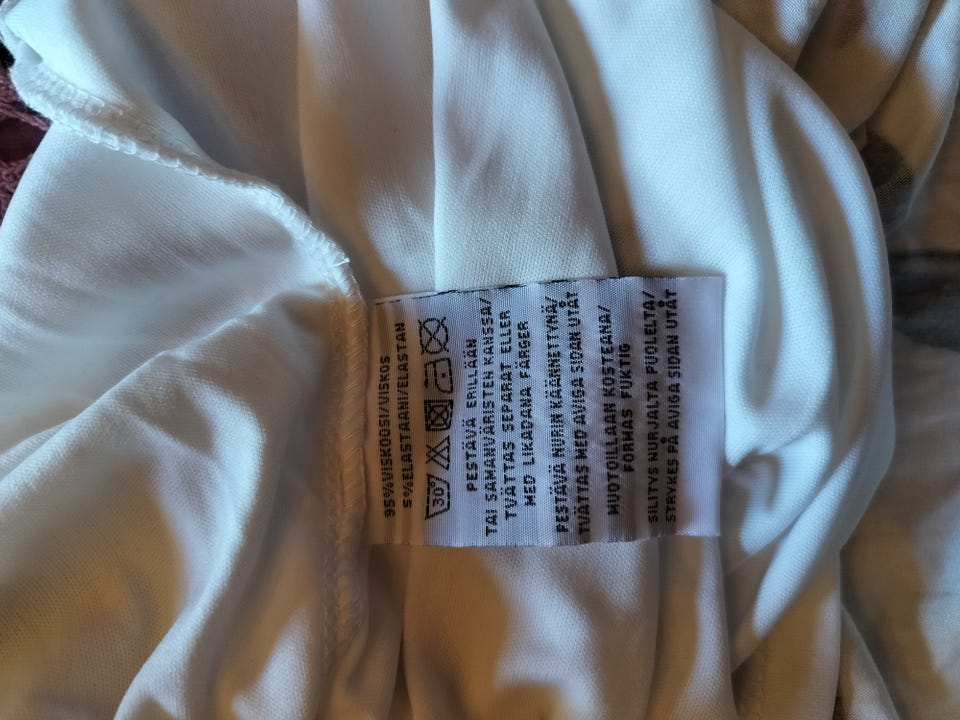 95%VISKOOSI/VISKOS
5%ELASTAANI/ELASTAN
30
PESTÄVÄ ERILLÄÄN
TAI SAMANVÄRISTEN KANSSA/
TVÄTTAS SEPARAT ELLER
MED LIKADANA FÄRGER
PESTÄVÄ NURIN KÄÄNNETTYNÄ/
TVÄTTAS MED AVIGA SIDAN UTÅT
MUOTOILLAAN KOSTEANA/
FORMAS FUKTIG
SILITYS NURJALTA PUOLELTA/
STRYKES PÅ AVIGA SIDAN UTÅT